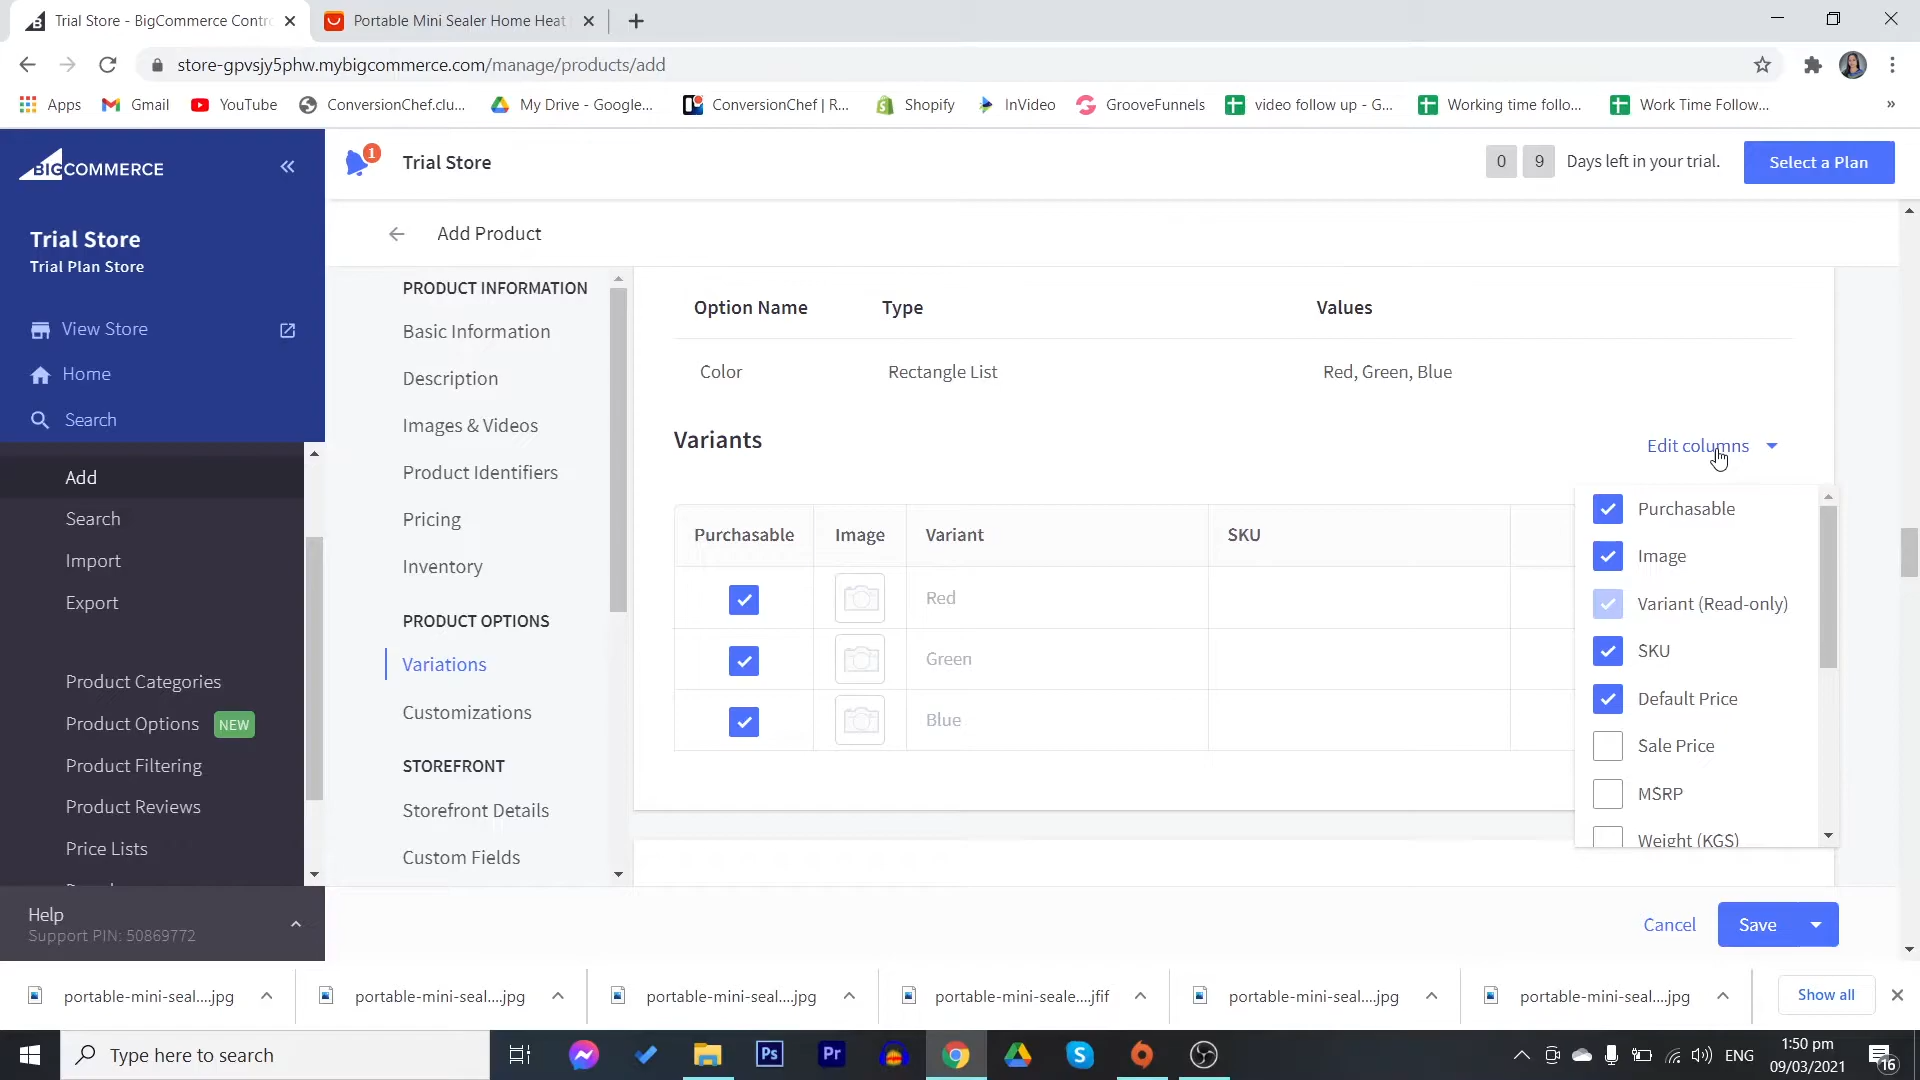 Trial Store - BigCommerce Contro
Portable Mini Sealer Home Heat
store-gpvsjy5phw.mybigcommerce.com/manage/products/add
Apps
Gmail
YouTube
ConversionChef.clu...
My Drive - Google...
ConversionChef | R...
Shopify
InVideo
GrooveFunnels
video follow up - G...
Working time follo...
Work Time Follow...
»
BIGCOMMERCE
1
Trial Store
0 9 Days left in your trial.
Select a Plan
Trial Store
Trial Plan Store
View Store
Home
Search
Add
Search
Import
Export
Product Categories
Product Options NEW
Product Filtering
Product Reviews
Price Lists
Help
Support PIN: 50869772
Add Product
PRODUCT INFORMATION
Basic Information
Description
Images & Videos
Product Identifiers
Pricing
Inventory
PRODUCT OPTIONS
Variations
Customizations
STOREFRONT
Storefront Details
Custom Fields
Option Name Type Values
Color Rectangle List Red, Green, Blue
Variants
Edit columns
Purchasable Image Variant SKU
Red
Green
Blue
Purchasable
Image
Variant (Read-only)
SKU
Default Price
Sale Price
MSRP
Weight (KGS)
Cancel
Save
portable-mini-seal....jpg
portable-mini-seal....jpg
portable-mini-seal....jpg
portable-mini-seale....jfif
portable-mini-seal....jpg
portable-mini-seal....jpg
Show all
Type here to search
Ps
Pr
ENG
1:50 pm
09/03/2021
16